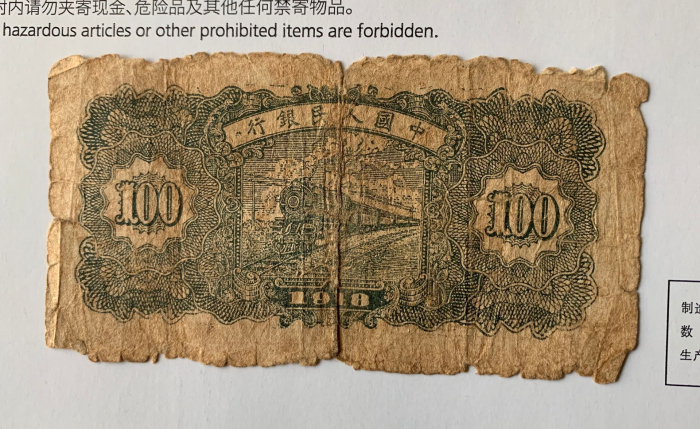 内请勿夹寄现金、危险品及其他任何禁寄物品。
hazardous articles or other prohibited items are forbidden.
中國人民銀行
100
100
1948
制造
数
生产